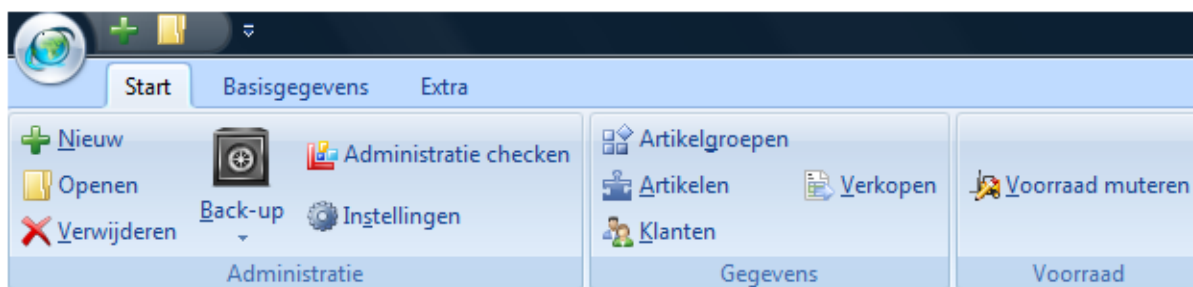 Start Basisgegevens Extra
Nieuw
Openen
Verwijderen
Back-up
Administratie checken
Instellingen
Administratie
Artikelgroepen
Artikelen
Klanten
Verkopen
Gegevens
Voorraad muteren
Voorraad